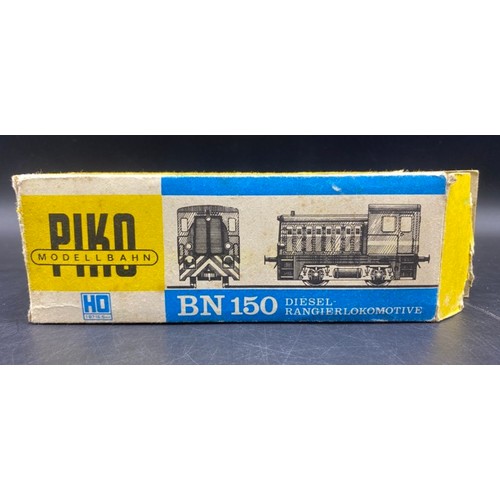 PIKO
MODELLBAHN
HO
BN 150
DIESEL-
RANGIERLOKOMOTIVE